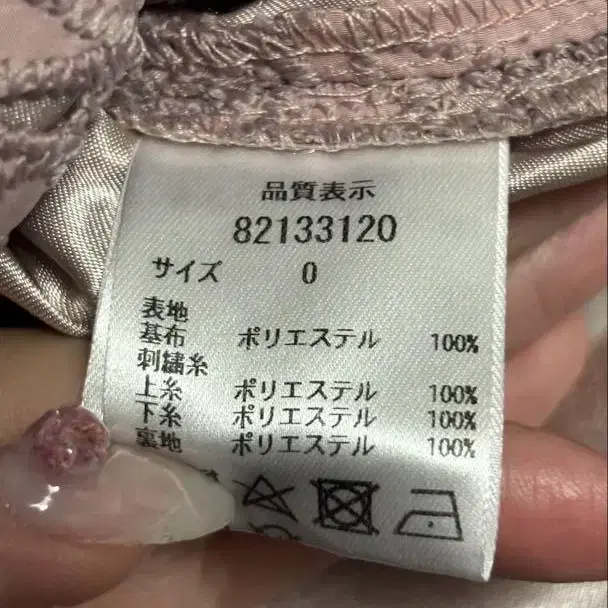 品質表示
82133120
サイズ 0
表地
基布 ポリエステル 100%
刺繍糸
上糸 ポリエステル 100%
下糸 ポリエステル 100%
裏地 ポリエステル 100%